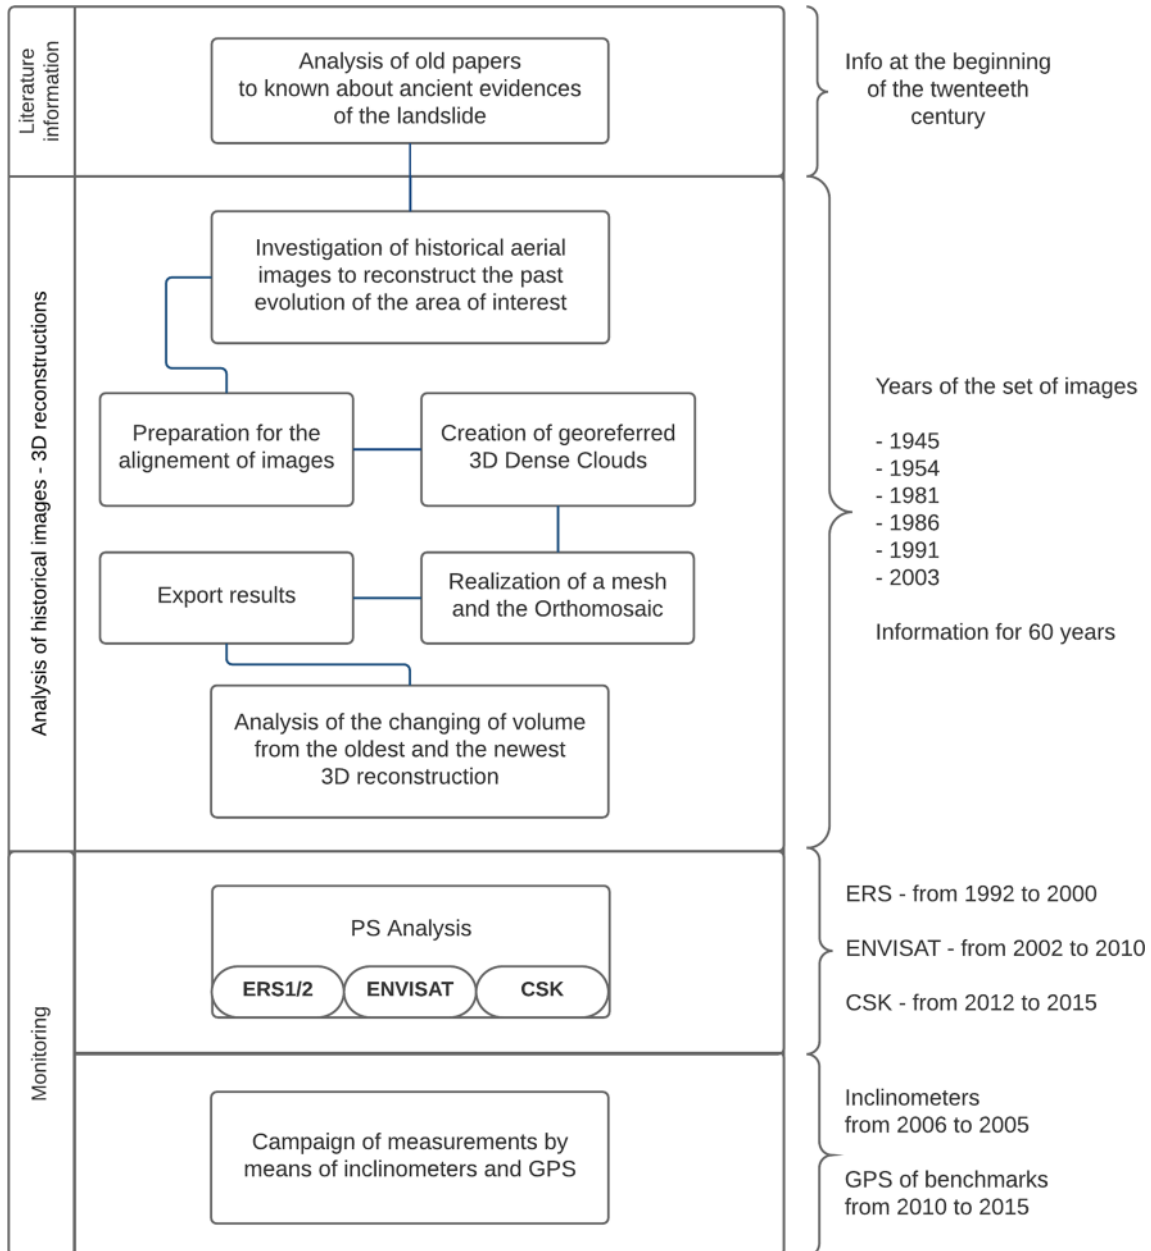 Literature
information
Analysis of old papers
to known about ancient evidences
of the landslide
Info at the beginning
of the twenteeth
century
Analysis of historical images - 3D reconstructions
Investigation of historical aerial
images to reconstruct the past
evolution of the area of interest
Preparation for the
alignement of images
Creation of georeferred
3D Dense Clouds
Export results
Realization of a mesh
and the Orthomosaic
Analysis of the changing of volume
from the oldest and the newest
3D reconstruction
Years of the set of images
- 1945
- 1954
- 1981
- 1986
- 1991
- 2003
Information for 60 years
Monitoring
PS Analysis
ERS1/2 ENVISAT CSK
ERS - from 1992 to 2000
ENVISAT - from 2002 to 2010
CSK - from 2012 to 2015
Campaign of measurements by
means of inclinometers and GPS
Inclinometers
from 2006 to 2005
GPS of benchmarks
from 2010 to 2015